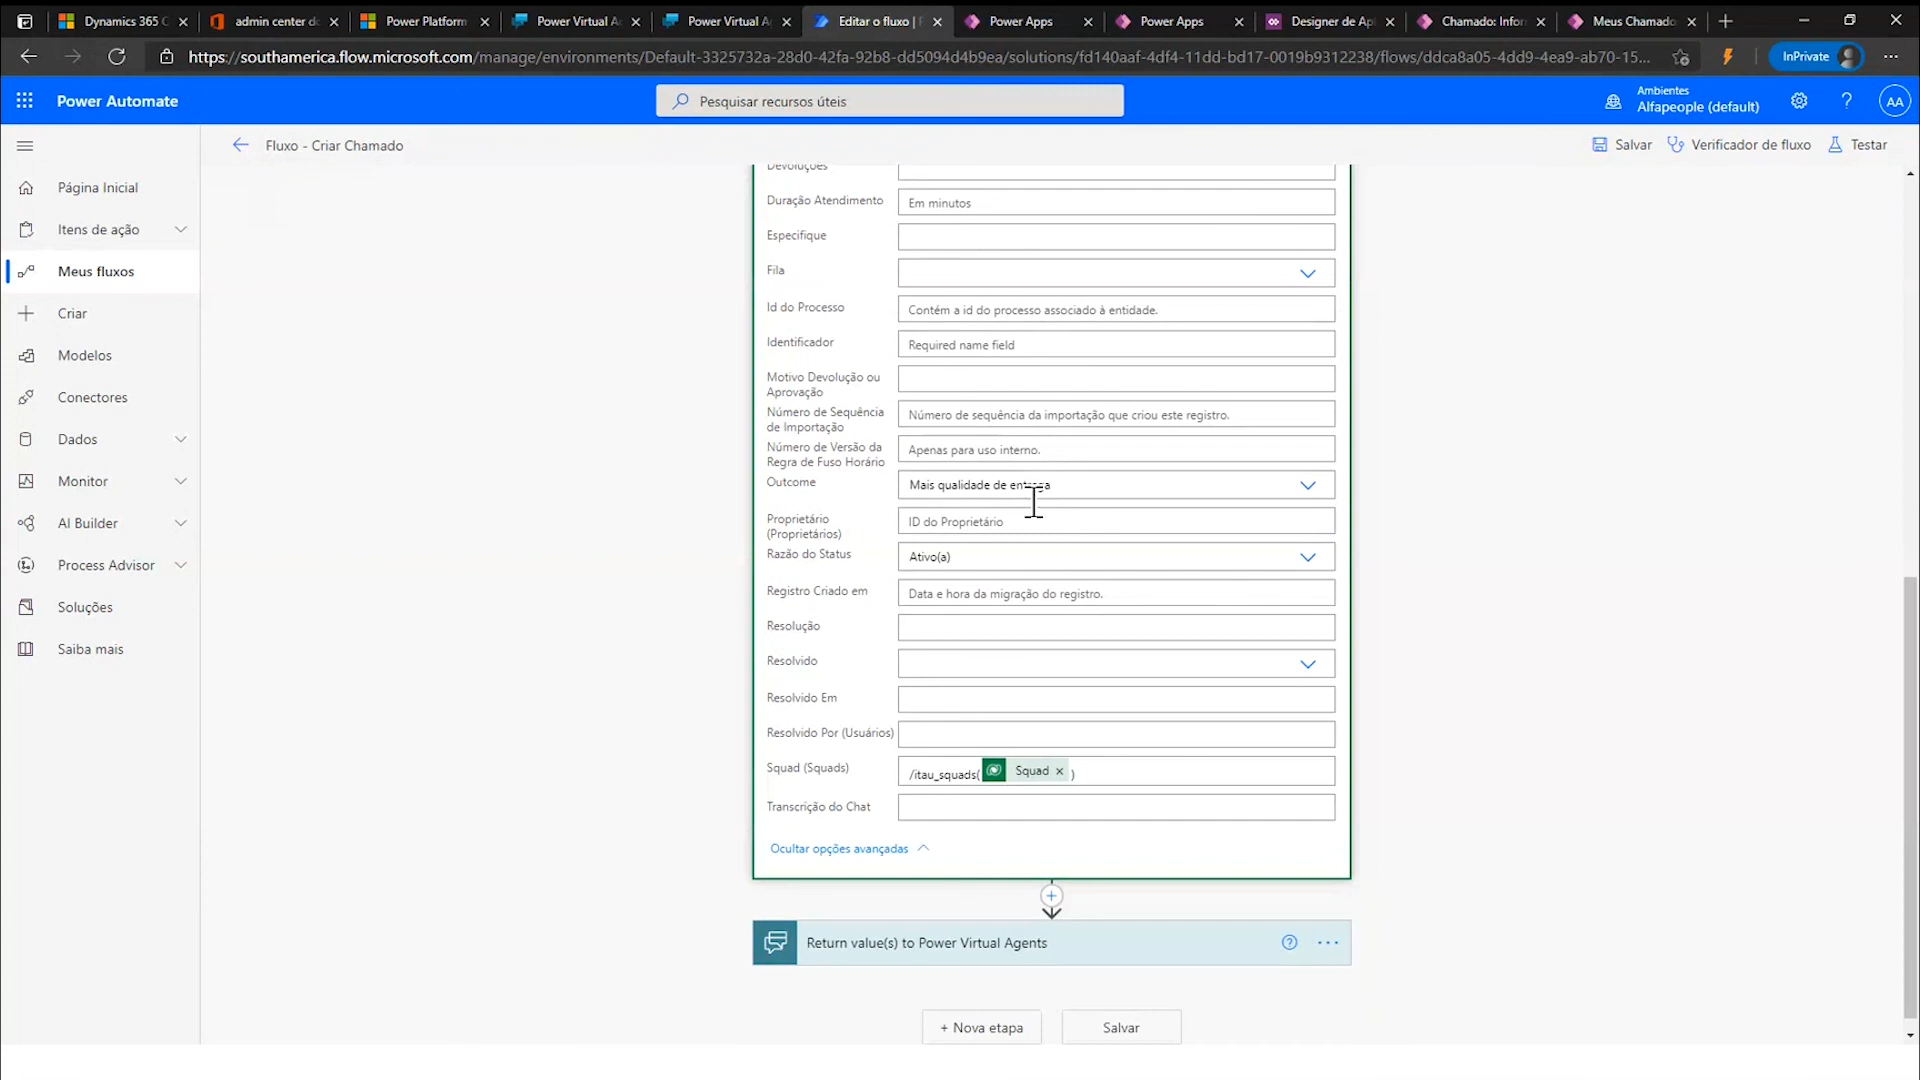 Dynamics 365 C
admin center do
Power Platform
Power Virtual A
Power Virtual A
Editar o fluxo |
Power Apps
Power Apps
Designer de Ap
Chamado: Infor
Meus Chamado
https://southamerica.flow.microsoft.com/manage/environments/Default-3325732a-28d0-42fa-92b8-dd5094d4b9ea/solutions/fd140aaf-4df4-11dd-bd17-0019b9312238/flows/ddca8a05-4dd9-4ea9-ab70-15...
InPrivate
Power Automate
Pesquisar recursos úteis
Ambientes
Alfapeople (default)
?
AA
Fluxo - Criar Chamado
Salvar
Verificador de fluxo
Testar
Página Inicial
Itens de ação
Meus fluxos
Criar
Modelos
Conectores
Dados
Monitor
AI Builder
Process Advisor
Soluções
Saiba mais
Devoluções
Duração Atendimento
Em minutos
Especifique
Fila
Id do Processo
Contém a id do processo associado à entidade.
Identificador
Required name field
Motivo Devolução ou
Aprovação
Número de Sequência
de Importação
Número de sequência da importação que criou este registro.
Número de Versão da
Regra de Fuso Horário
Apenas para uso interno.
Outcome
Mais qualidade de entrega
Proprietário
(Proprietários)
ID do Proprietário
Razão do Status
Ativo(a)
Registro Criado em
Data e hora da migração do registro.
Resolução
Resolvido
Resolvido Em
Resolvido Por (Usuários)
Squad (Squads)
/itau_squads( Squad × )
Transcrição do Chat
Ocultar opções avançadas
Return value(s) to Power Virtual Agents
?
+ Nova etapa
Salvar